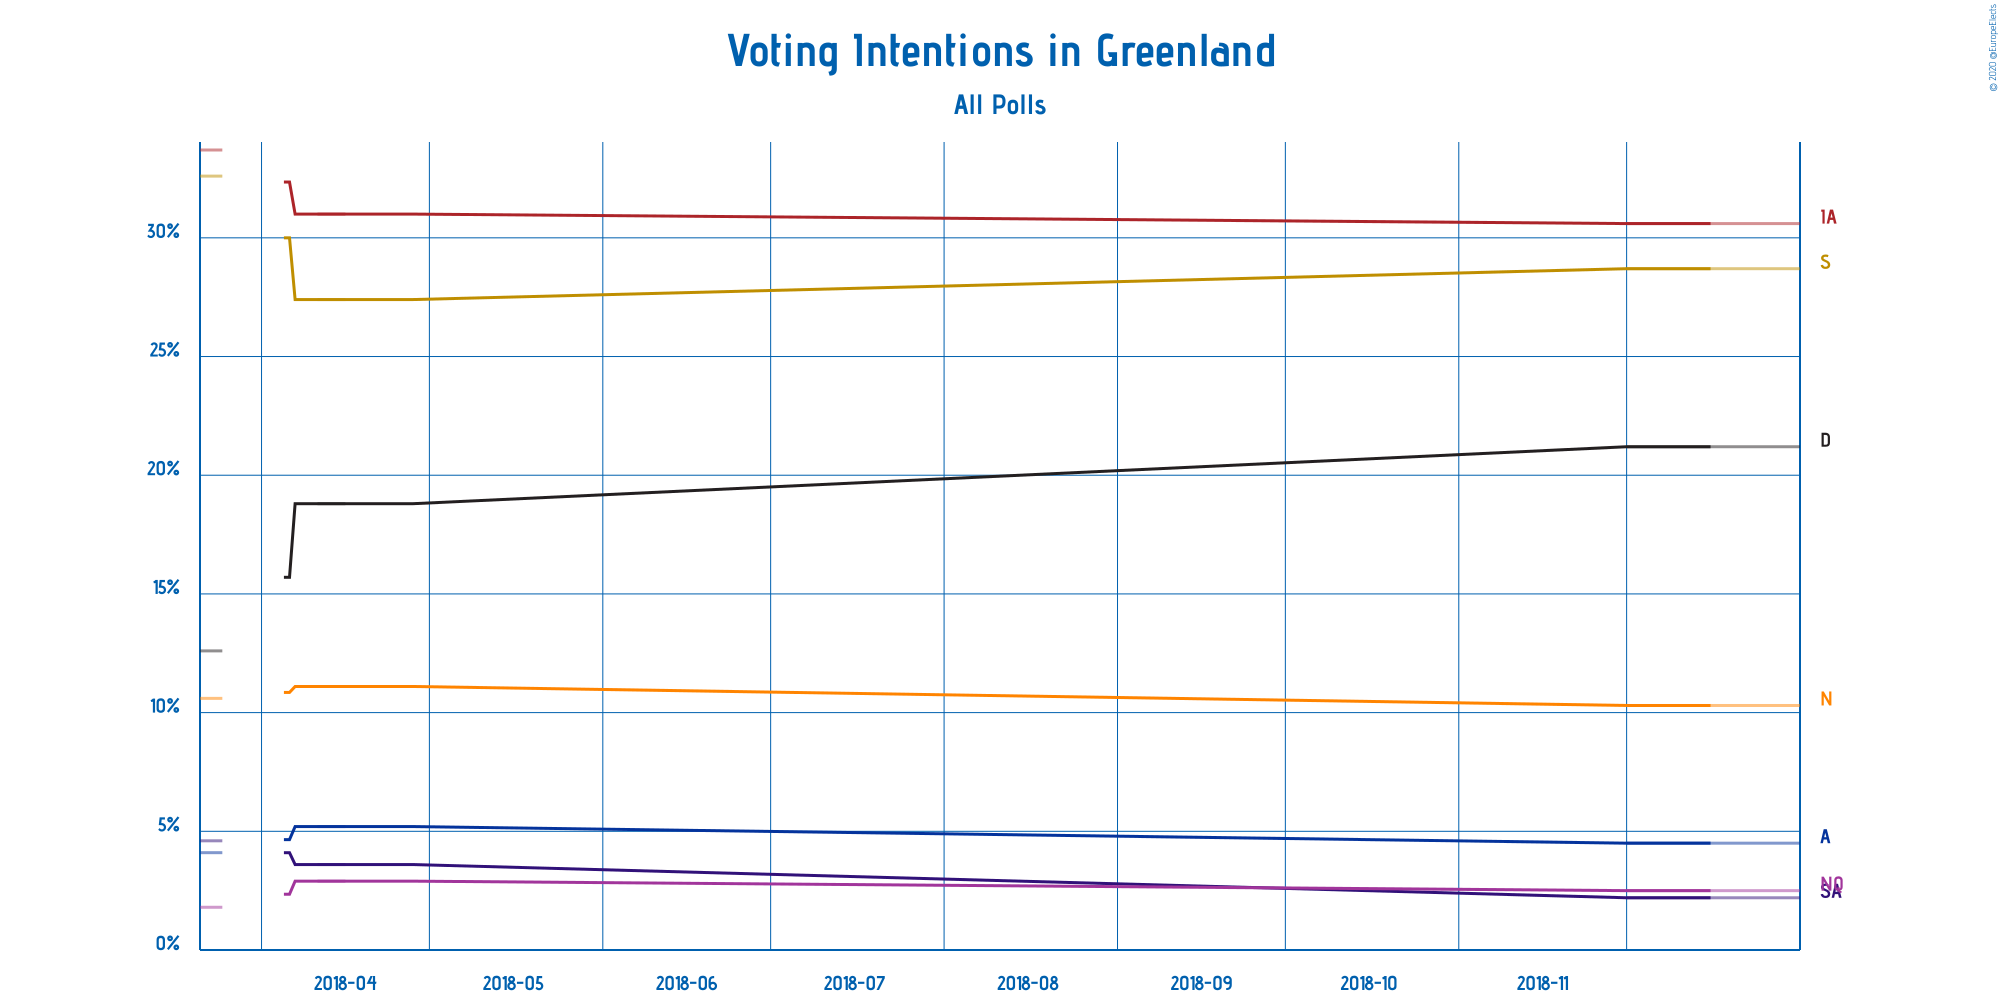 Voting Intentions in Greenland
All Polls
© 2020 @EuropeElects
30%
25%
20%
15%
10%
5%
0%
IA
S
D
N
A
NQ
SA
2018-04
2018-05
2018-06
2018-07
2018-08
2018-09
2018-10
2018-11